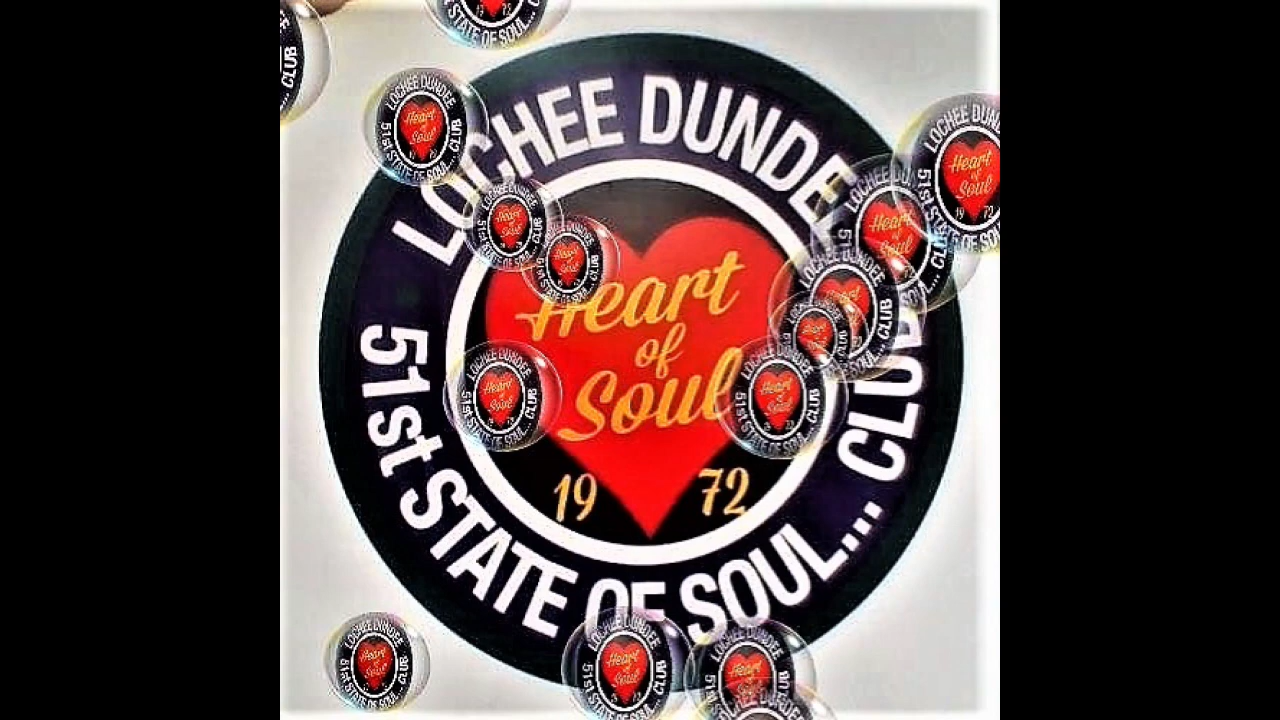 LOCHEE DUNDEE
51st STATE OF SOUL... CLUB
Heart
of
Soul
19 72